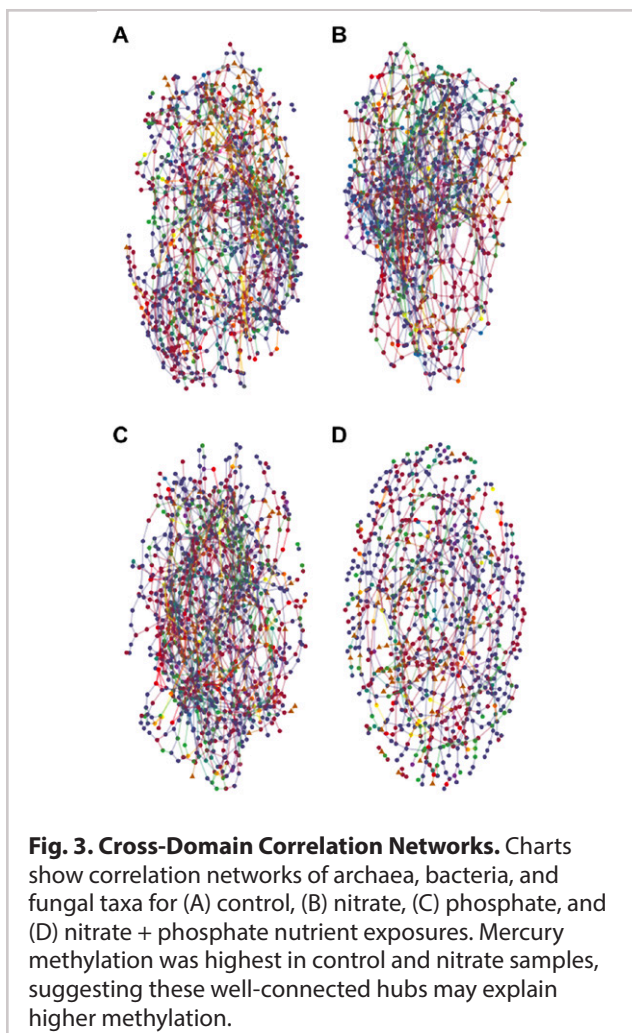 A
B
C
D
Fig. 3. Cross-Domain Correlation Networks. Charts
show correlation networks of archaea, bacteria, and
fungal taxa for (A) control, (B) nitrate, (C) phosphate, and
(D) nitrate + phosphate nutrient exposures. Mercury
methylation was highest in control and nitrate samples,
suggesting these well-connected hubs may explain
higher methylation.